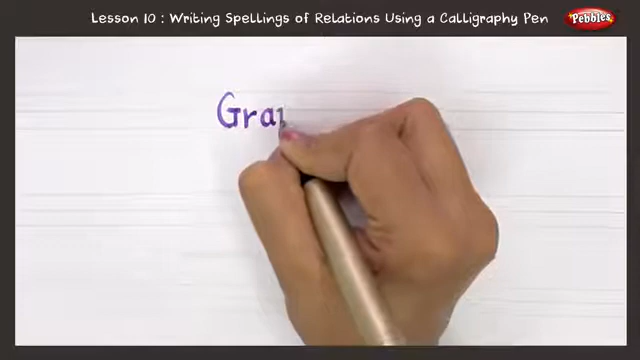 Lesson 10 : Writing Spellings of Relations Using a Calligraphy Pen
Pebbles
Gra